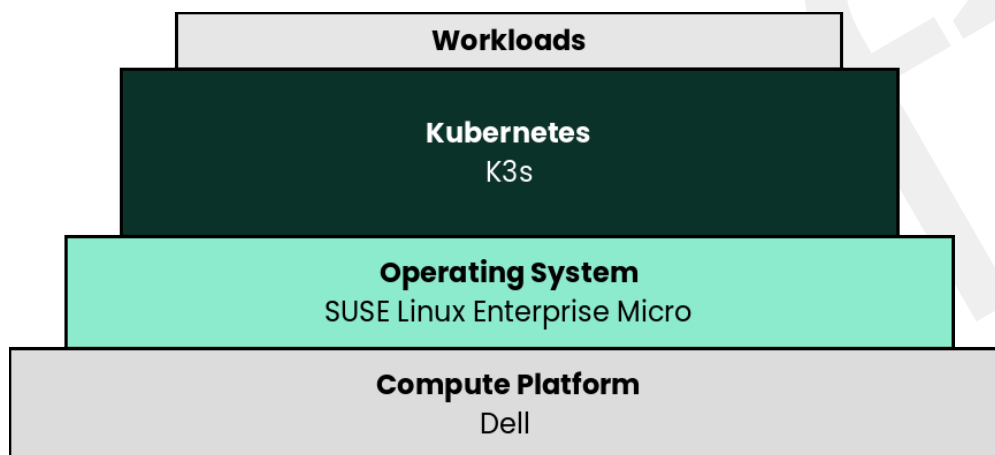 Workloads
Kubernetes
K3s
Operating System
SUSE Linux Enterprise Micro
Compute Platform
Dell